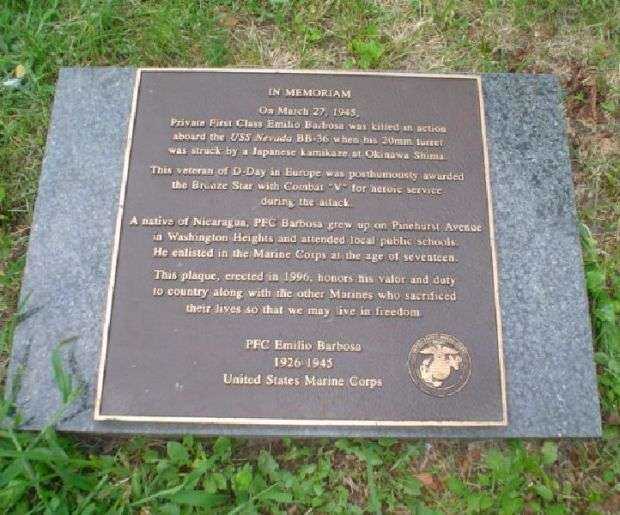 IN MEMORIAM
On March 27, 1945,
Private First Class Emilio Barbosa was killed in action
aboard the USS Nevada BB-36 when his 20mm turret
was struck by a Japanese kamikaze at Okinawa Shima.
This veteran of D-Day in Europe was posthumously awarded
the Bronze Star with Combat "V" for heroic service
during the attack.
A native of Nicaragua, PFC Barbosa grew up on Pinehurst Avenue
in Washington Heights and attended local public schools.
He enlisted in the Marine Corps at the age of seventeen.
This plaque, erected in 1996, honors his valor and duty
to country along with the other Marines who sacrificed
their lives so that we may live in freedom.
PFC Emilio Barbosa
1926-1945
United States Marine Corps